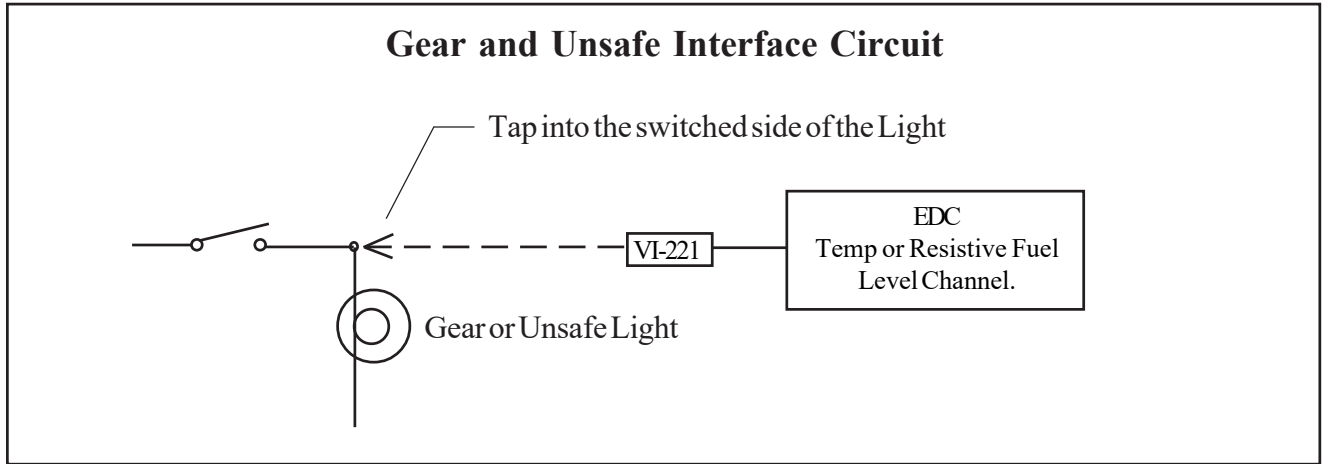 Gear and Unsafe Interface Circuit
Tap into the switched side of the Light
VI-221
EDC
Temp or Resistive Fuel
Level Channel.
Gear or Unsafe Light